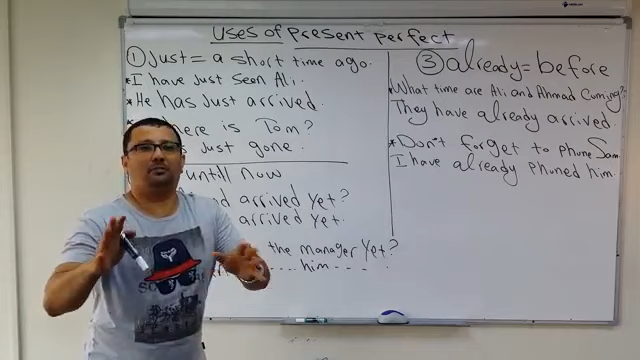 Uses of present perfect
① Just = a short time ago.
* I have just seen Ali
* He has just arrived.
here is Tom?
s just gone.
untill now
d arrived yet?
arrived yet.
the manager yet?
...him....
③ already = before
What time are Ali and Ahmad Cuming?
They have already arrived.
* Don't forget to phone Sam
I have already phoned him.